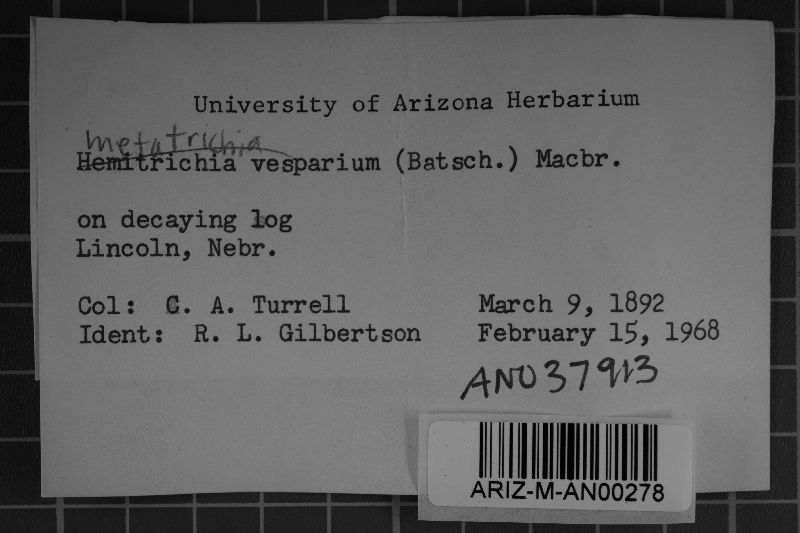 University of Arizona Herbarium
metatrichia
Hemitrichia vesparium (Batsch.) Macbr.
on decaying log
Lincoln, Nebr.
Col: C. A. Turrell March 9, 1892
Ident: R. L. Gilbertson February 15, 1968
AN037913
ARIZ-M-AN00278